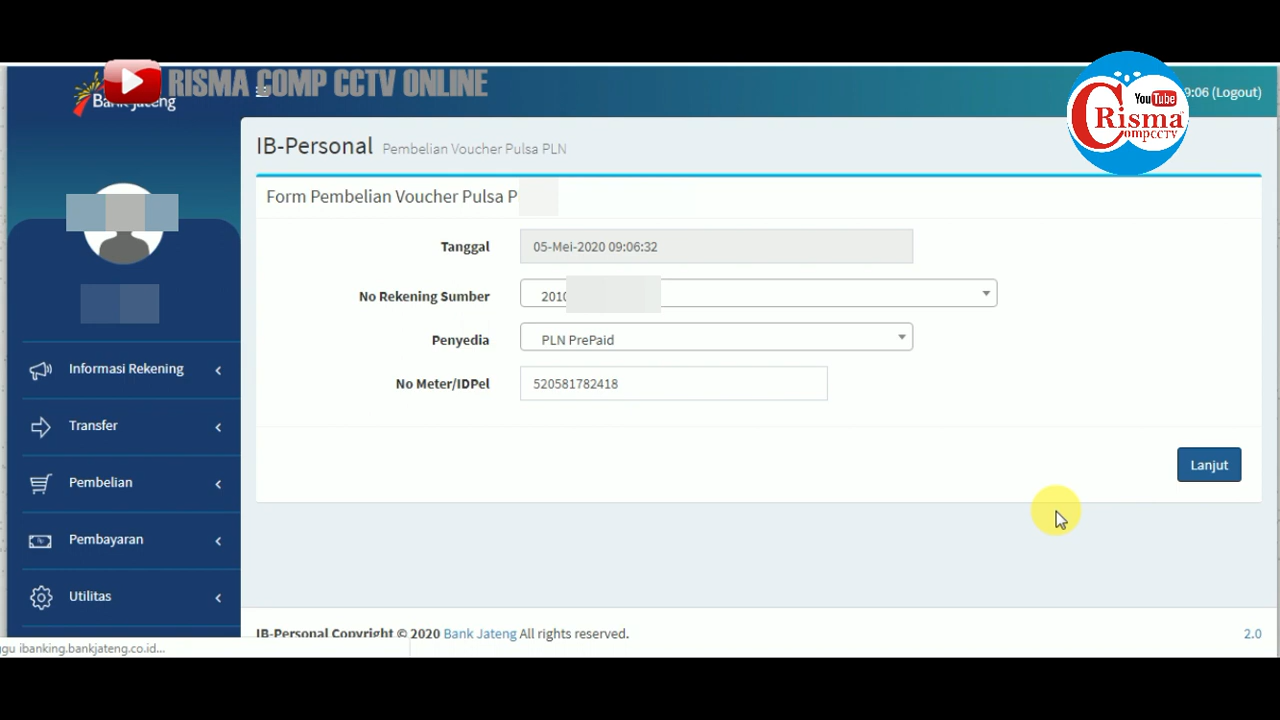 RISMA COMP CCTV ONLINE
Bank Jateng
YouTube
CRisma
CompCCTV
9:06 (Logout)
IB-Personal Pembelian Voucher Pulsa PLN
Form Pembelian Voucher Pulsa P
Tanggal 05-Mei-2020 09:06:32
No Rekening Sumber 2010
Penyedia PLN PrePaid
No Meter/IDPel 520581782418
Lanjut
Informasi Rekening
Transfer
Pembelian
Pembayaran
Utilitas
IB-Personal Copyright © 2020 Bank Jateng All rights reserved. 2.0
gu ibanking.bankjateng.co.id...